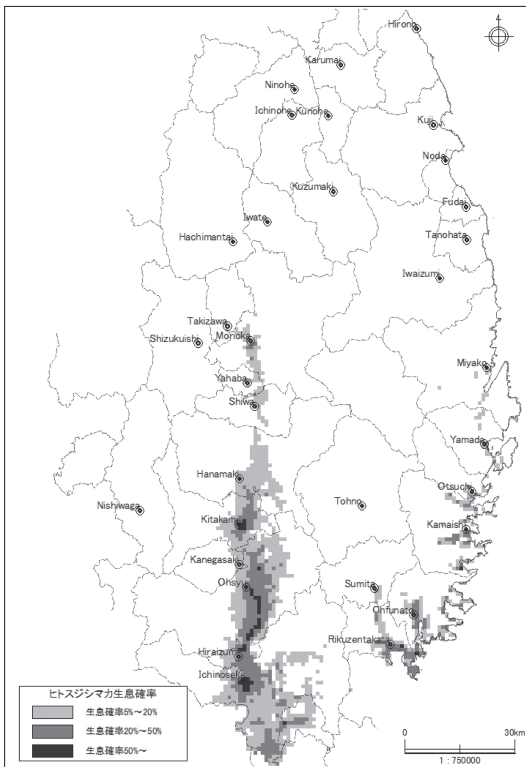 4
Hirono
Karumai
Ninohe
Ichinohe Kunohe
Kuji
Noda
Kuzumaki
Fudai
Iwate
Tanohata
Hachimantai
Iwaizumi
Takizawa
Morioka
Shizukuishi
Miyako
Yahaba
Shiwa
Yamada
Hanamaki
Otsuchi
Nishiwaga
Tohno
Kitakami
Kamaishi
Kanegasaki
Ohsyu
Sumita
Ohfunato
Rikuzentakata
Hiraizumi
Ichinoseki
ヒトスジシマカ生息確率
生息確率5%~20%
生息確率20%~50%
生息確率50%~
0 30km
1 : 750000